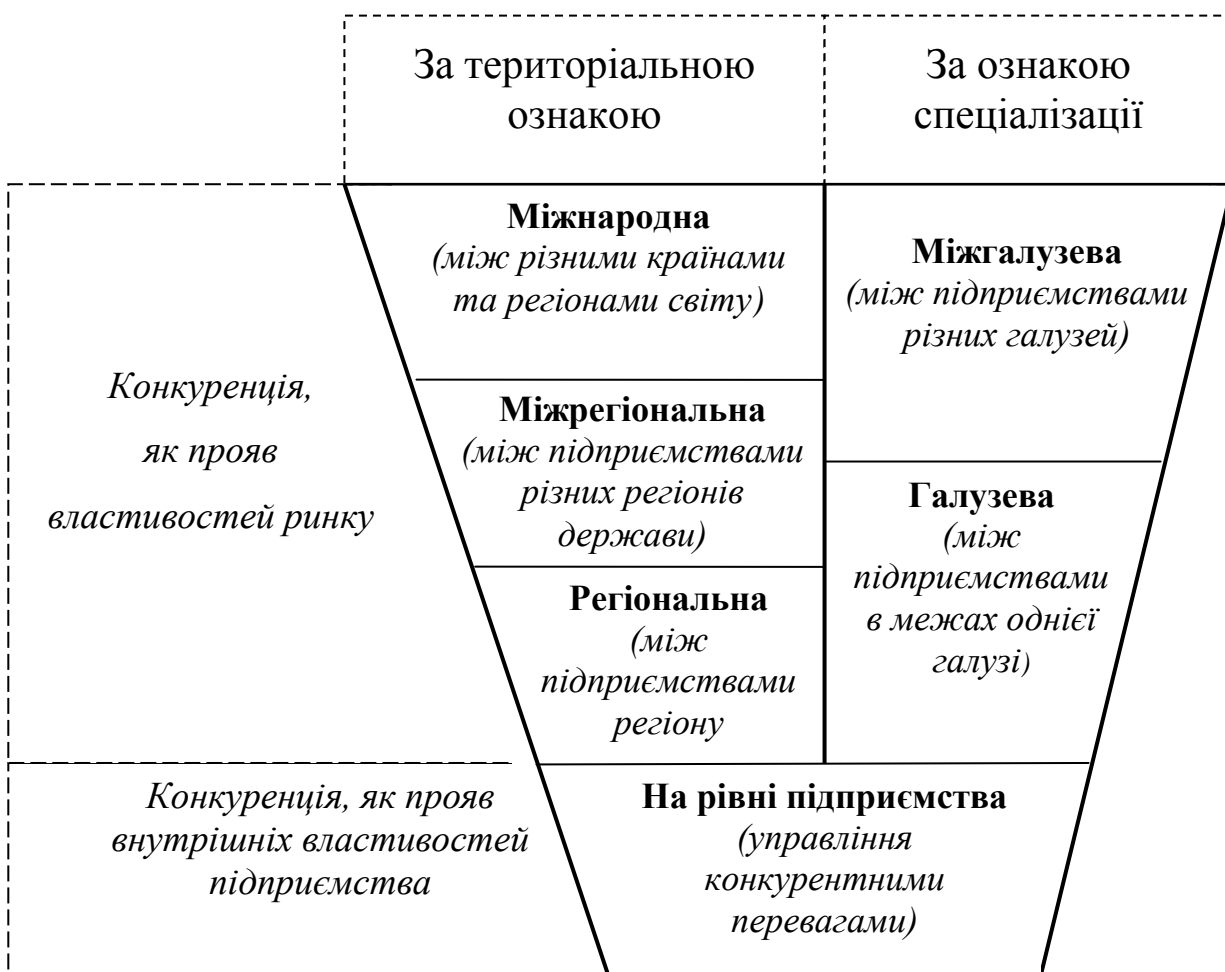 За територіальною
ознакою
За ознакою
спеціалізації
Конкуренція,
як прояв
властивостей ринку
Міжнародна
(між різними країнами
та регіонами світу)
Міжрегіональна
(між підприємствами
різних регіонів
держави)
Регіональна
(між
підприємствами
регіону
Міжгалузева
(між підприємствами
різних галузей)
Галузева
(між
підприємствами
в межах однієї
галузі)
Конкуренція, як прояв
внутрішніх властивостей
підприємства
На рівні підприємства
(управління
конкурентними
перевагами)